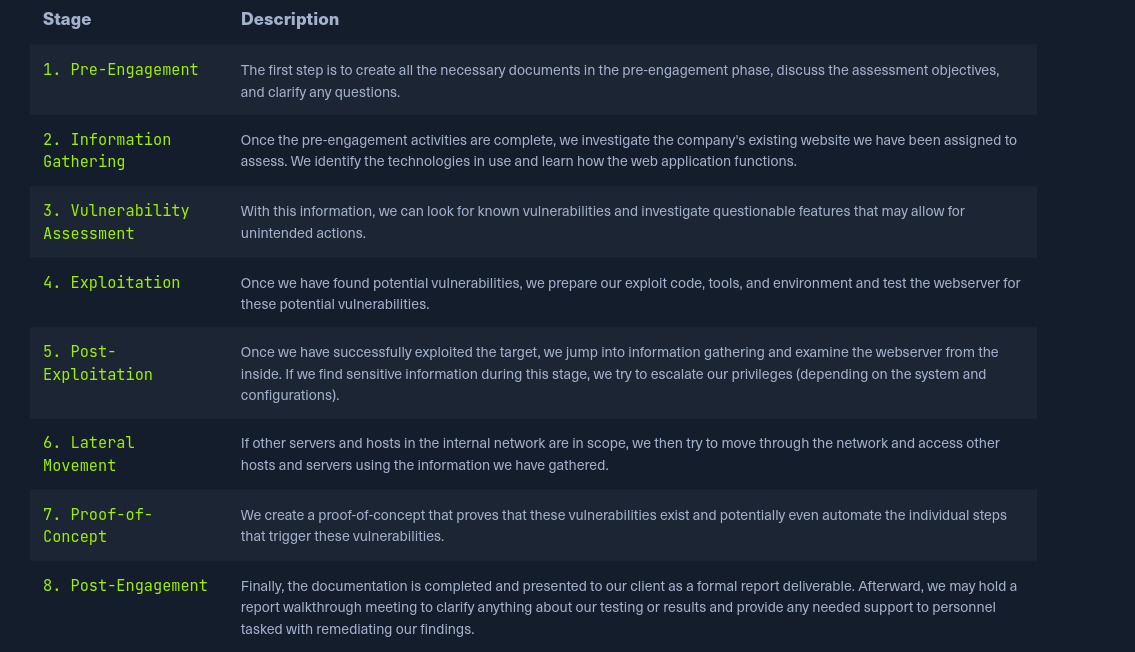 Stage Description
1. Pre-Engagement The first step is to create all the necessary documents in the pre-engagement phase, discuss the assessment objectives,
and clarify any questions.
2. Information Once the pre-engagement activities are complete, we investigate the company's existing website we have been assigned to
Gathering assess. We identify the technologies in use and learn how the web application functions.
3. Vulnerability With this information, we can look for known vulnerabilities and investigate questionable features that may allow for
Assessment unintended actions.
4. Exploitation Once we have found potential vulnerabilities, we prepare our exploit code, tools, and environment and test the webserver for
these potential vulnerabilities.
5. Post- Once we have successfully exploited the target, we jump into information gathering and examine the webserver from the
Exploitation inside. If we find sensitive information during this stage, we try to escalate our privileges (depending on the system and
configurations).
6. Lateral If other servers and hosts in the internal network are in scope, we then try to move through the network and access other
Movement hosts and servers using the information we have gathered.
7. Proof-of- We create a proof-of-concept that proves that these vulnerabilities exist and potentially even automate the individual steps
Concept that trigger these vulnerabilities.
8. Post-Engagement Finally, the documentation is completed and presented to our client as a formal report deliverable. Afterward, we may hold a
report walkthrough meeting to clarify anything about our testing or results and provide any needed support to personnel
tasked with remediating our findings.